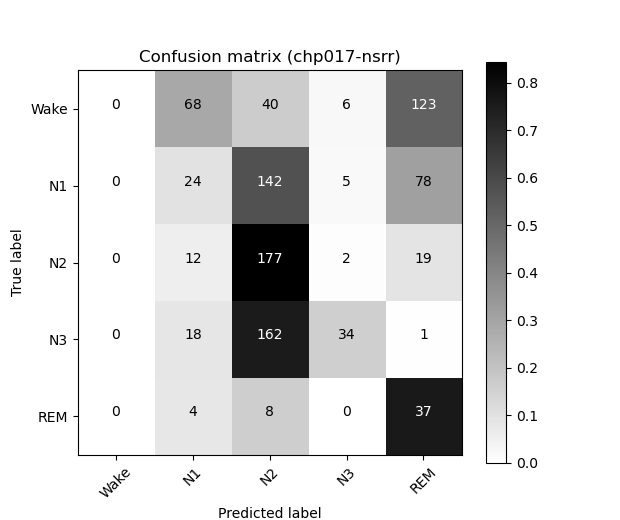 Confusion matrix (chp017-nsrr)
Wake 0 68 40 6 123
N1 0 24 142 5 78
N2 0 12 177 2 19
N3 0 18 162 34 1
REM 0 4 8 0 37
Wake N1 N2 N3 REM
Predicted label
True label
0.8
0.7
0.6
0.5
0.4
0.3
0.2
0.1
0.0